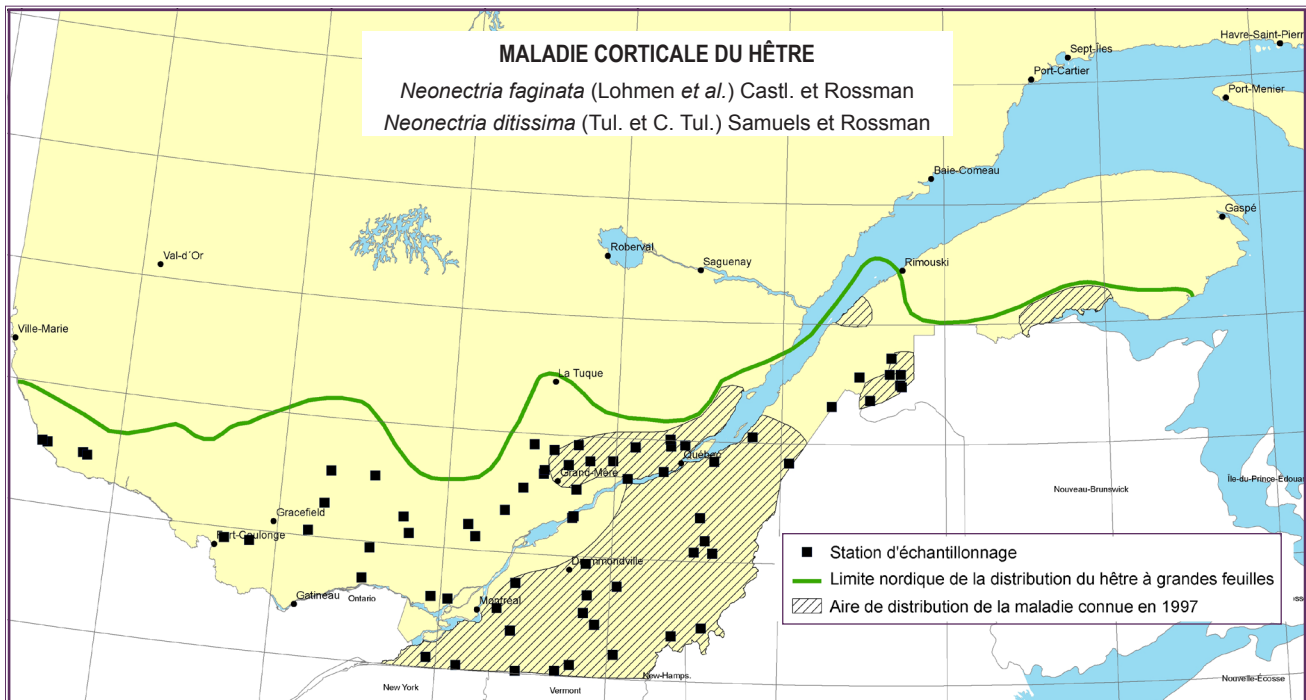 MALADIE CORTICALE DU HÊTRE
Neonectria faginata (Lohmen et al.) Castl. et Rossman
Neonectria ditissima (Tul. et C. Tul.) Samuels et Rossman
Havre-Saint-Pierr
Sept-Îles
Port-Cartier
Port-Menier
Baie-Comeau
Gaspé
Val-d´Or
Roberval
Saguenay
Rimouski
Ville-Marie
La Tuque
Québec
Grand-Mère
Île-du-Prince-Édoua
Nouveau-Brunswick
Gracefield
Fort-Coulonge
Drummondville
Gatineau
Ontario
Montréal
Station d'échantillonnage
Limite nordique de la distribution du hêtre à grandes feuilles
Aire de distribution de la maladie connue en 1997
New-Hamps.
New York
Vermont
Nouvelle-Écosse